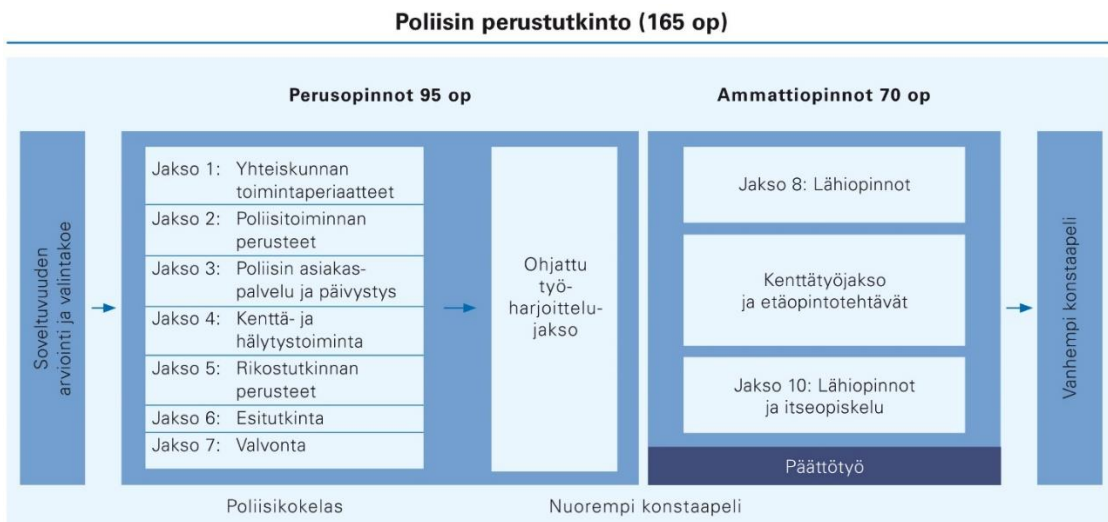 Poliisin perustutkinto (165 op)
Perusopinnot 95 op
Ammattiopinnot 70 op
Soveltuvuuden
arviointi ja valintakoe
Jakso 1: Yhteiskunnan
toimintaperiaatteet
Jakso 2: Poliisitoiminnan
perusteet
Jakso 3: Poliisin asiakas-
palvelu ja päivystys
Jakso 4: Kenttä- ja
hälytystoiminta
Jakso 5: Rikostutkinnan
perusteet
Jakso 6: Esitutkinta
Jakso 7: Valvonta
Ohjattu
työ-
harjoittelu-
jakso
Jakso 8: Lähiopinnot
Kenttätyöjakso
ja etäopintotehtävät
Jakso 10: Lähiopinnot
ja itseopiskelu
Päättötyö
Vanhempi konstaapeli
Poliisikokelas
Nuorempi konstaapeli